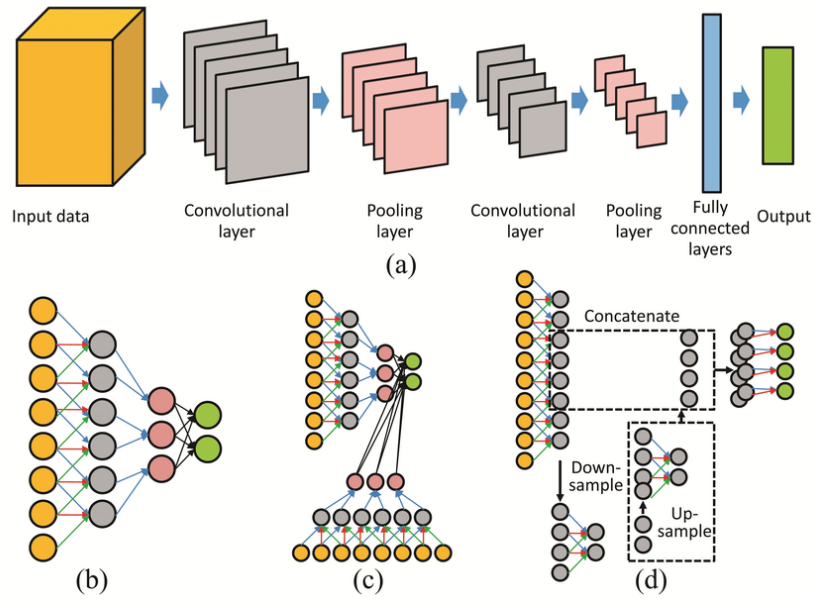 Input data
Convolutional
layer
Pooling
layer
Convolutional
layer
Pooling
layer
Fully
connected
layers
Output
(a)
Concatenate
Down-
sample
Up-
sample
(b)
(c)
(d)